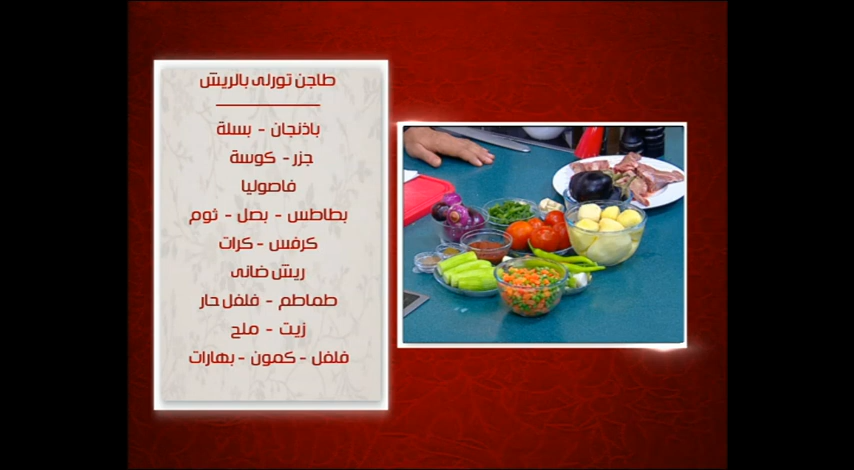 طاجن تورلى بالريش
باذنجان - بسلة
جزر - كوسة
فاصوليا
بطاطس - بصل - ثوم
كرفس - كرات
ريش ضانى
طماطم - فلفل حار
زيت - ملح
فلفل - كمون - بهارات